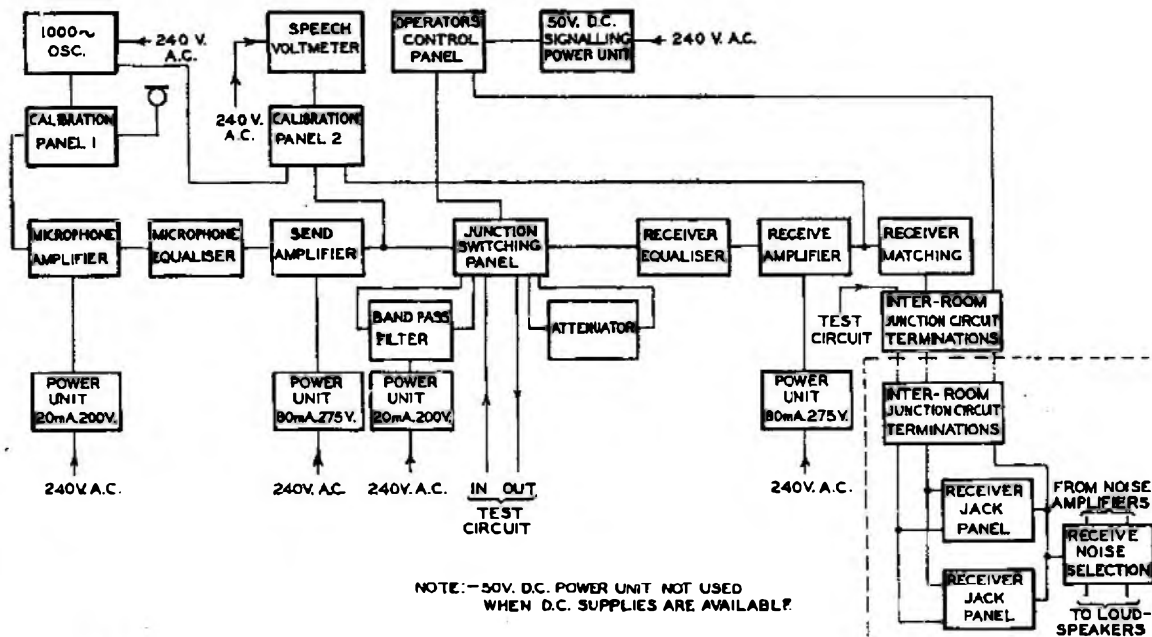 1000~
OSC.
240 V.
A.C.
SPEECH
VOLTMETER
OPERATORS
CONTROL
PANEL
50V. D.C.
SIGNALLING
POWER UNIT
240 V. A.C.
CALIBRATION
PANEL 1
240 V.
A.C.
CALIBRATION
PANEL 2
MICROPHONE
AMPLIFIER
MICROPHONE
EQUALISER
SEND
AMPLIFIER
JUNCTION
SWITCHING
PANEL
RECEIVER
EQUALISER
RECEIVE
AMPLIFIER
RECEIVER
MATCHING
BAND PASS
FILTER
ATTENUATOR
TEST
CIRCUIT
INTER-ROOM
JUNCTION CIRCUIT
TERMINATIONS
POWER
UNIT
20mA.200V.
POWER
UNIT
80mA.275V.
POWER
UNIT
20mA.200V.
POWER
UNIT
80mA.275V.
INTER-ROOM
JUNCTION CIRCUIT
TERMINATIONS
240V. A.C.
240V. A.C.
240V. A.C.
IN OUT
TEST
CIRCUIT
240V. A.C.
RECEIVER
JACK
PANEL
FROM NOISE
AMPLIFIERS
RECEIVE
NOISE
SELECTION
RECEIVER
JACK
PANEL
TO LOUD-
SPEAKERS
NOTE:- 50V. D.C. POWER UNIT NOT USED
WHEN D.C. SUPPLIES ARE AVAILABLE.